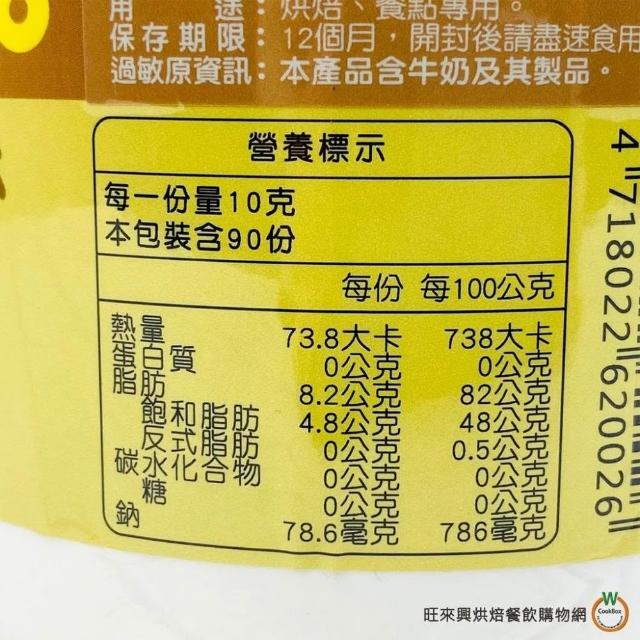 用 途：烘焙、餐點專用。
保存期限：12個月，開封後請盡速食用
過敏原資訊：本產品含牛奶及其製品。
營養標示
每一份量10克
本包裝含90份
每份 每100公克
熱量 73.8大卡 738大卡
蛋白質 0公克 0公克
脂肪 8.2公克 82公克
飽和脂肪 4.8公克 48公克
反式脂肪 0公克 0.5公克
碳水化合物 0公克 0公克
糖 0公克 0公克
鈉 78.6毫克 786毫克
4 718022 620026
W
CookBox
旺來興烘焙餐飲購物網